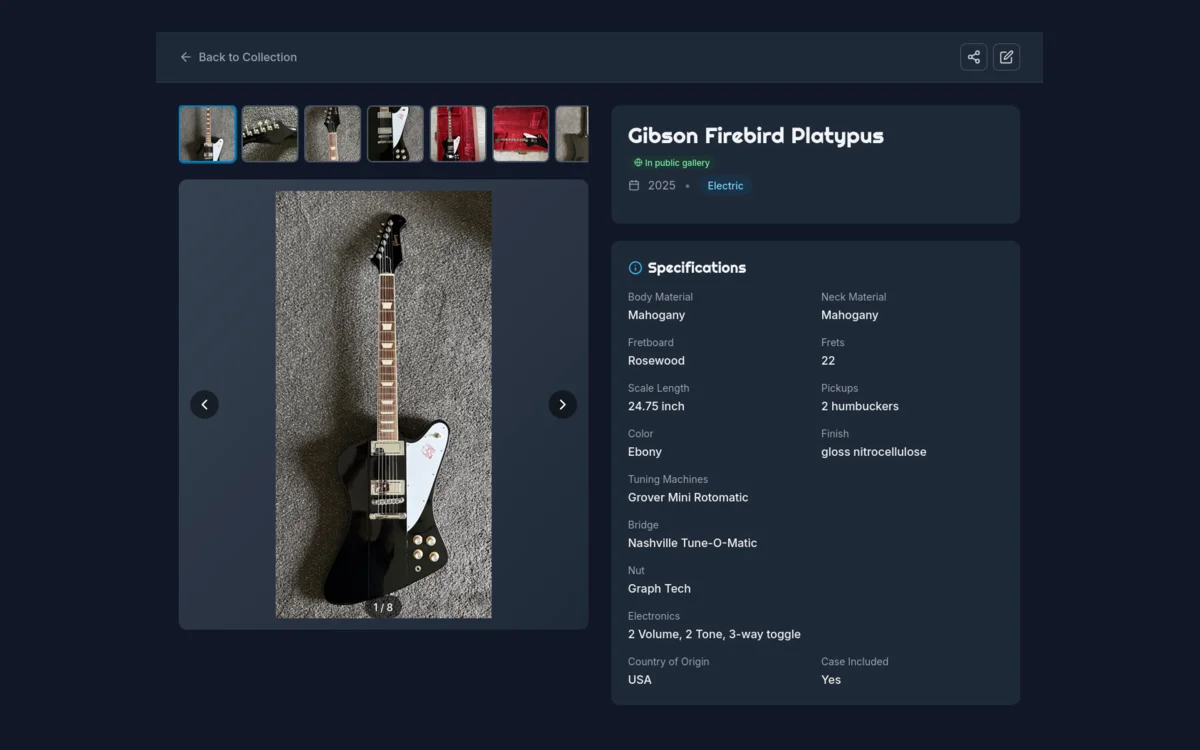 Back to Collection
Gibson Firebird Platypus
In public gallery
2025 • Electric
Specifications
Body Material
Mahogany
Neck Material
Mahogany
Fretboard
Rosewood
Frets
22
Scale Length
24.75 inch
Pickups
2 humbuckers
Color
Ebony
Finish
gloss nitrocellulose
Tuning Machines
Grover Mini Rotomatic
Bridge
Nashville Tune-O-Matic
Nut
Graph Tech
Electronics
2 Volume, 2 Tone, 3-way toggle
Country of Origin
USA
Case Included
Yes
1 / 8